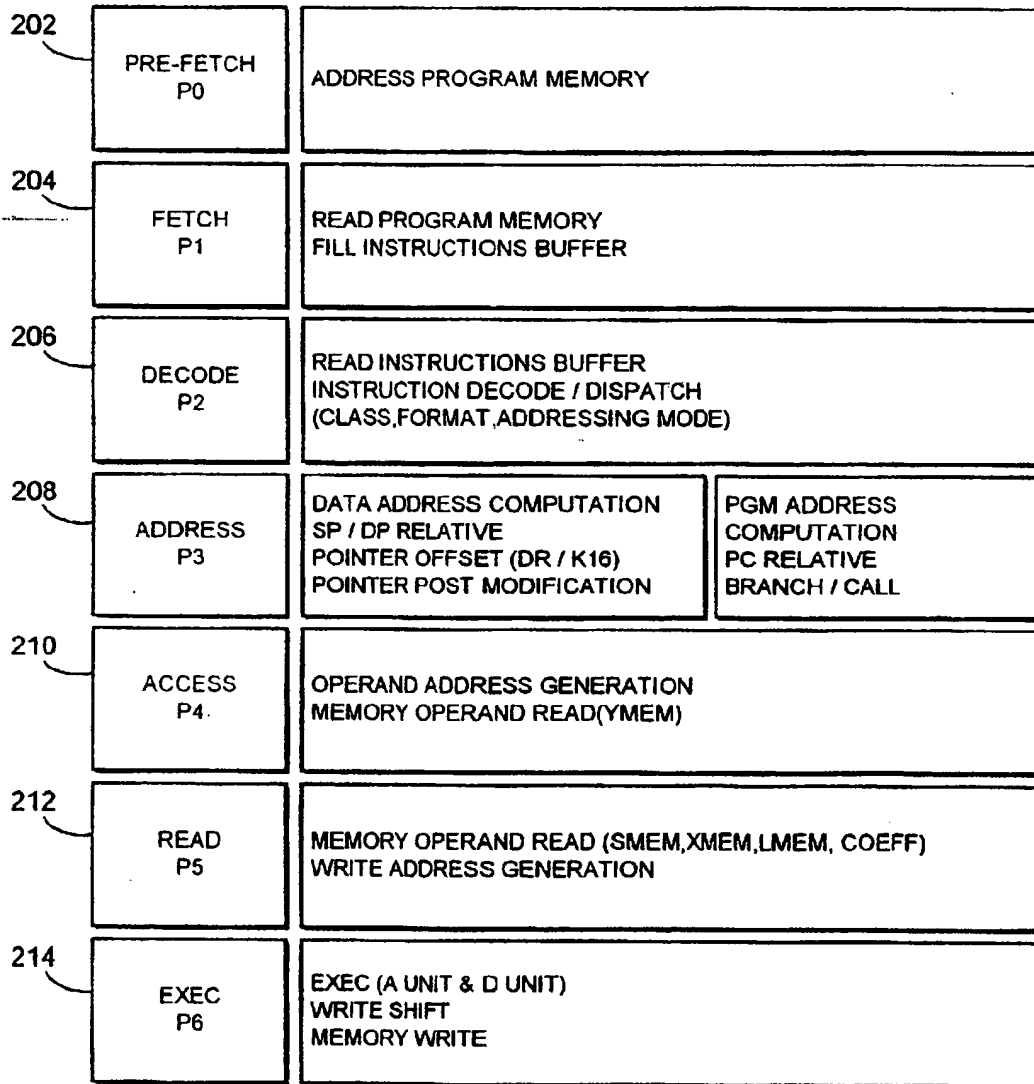 202
PRE-FETCH
P0
ADDRESS PROGRAM MEMORY
204
FETCH
P1
READ PROGRAM MEMORY
FILL INSTRUCTIONS BUFFER
206
DECODE
P2
READ INSTRUCTIONS BUFFER
INSTRUCTION DECODE / DISPATCH
(CLASS,FORMAT,ADDRESSING MODE)
208
ADDRESS
P3
DATA ADDRESS COMPUTATION
SP / DP RELATIVE
POINTER OFFSET (DR / K16)
POINTER POST MODIFICATION
PGM ADDRESS
COMPUTATION
PC RELATIVE
BRANCH / CALL
210
ACCESS
P4
OPERAND ADDRESS GENERATION
MEMORY OPERAND READ(YMEM)
212
READ
P5
MEMORY OPERAND READ (SMEM,XMEM,LMEM, COEFF)
WRITE ADDRESS GENERATION
214
EXEC
P6
EXEC (A UNIT & D UNIT)
WRITE SHIFT
MEMORY WRITE